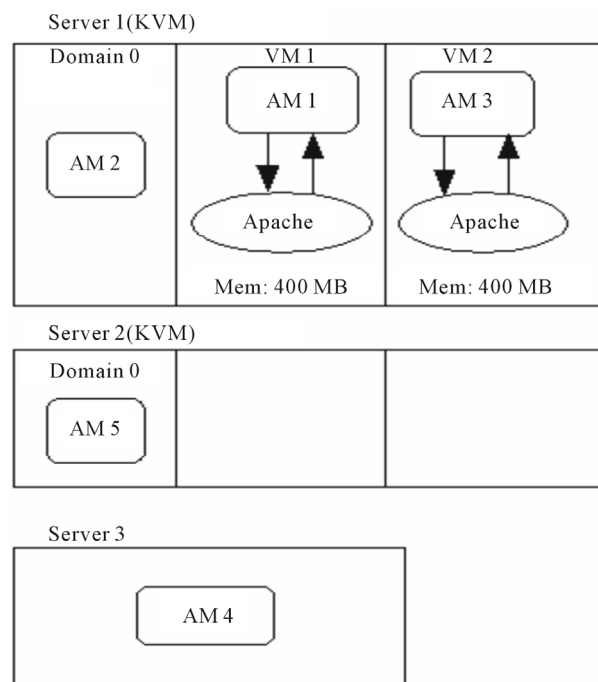 Server 1(KVM)
Domain 0
VM 1
VM 2
AM 1
AM 3
AM 2
Apache
Apache
Mem: 400 MB
Mem: 400 MB
Server 2(KVM)
Domain 0
AM 5
Server 3
AM 4